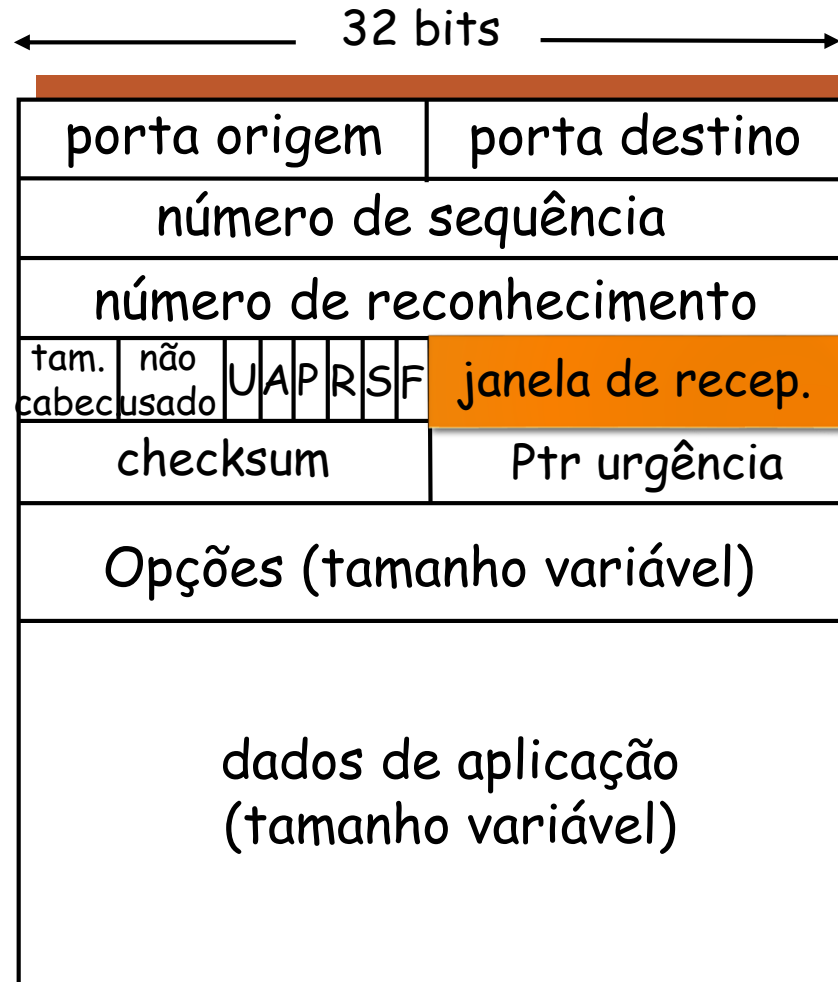 32 bits
porta origem porta destino
número de sequência
número de reconhecimento
tam. não U A P R S F janela de recep.
cabec usado
checksum Ptr urgência
Opções (tamanho variável)
dados de aplicação
(tamanho variável)